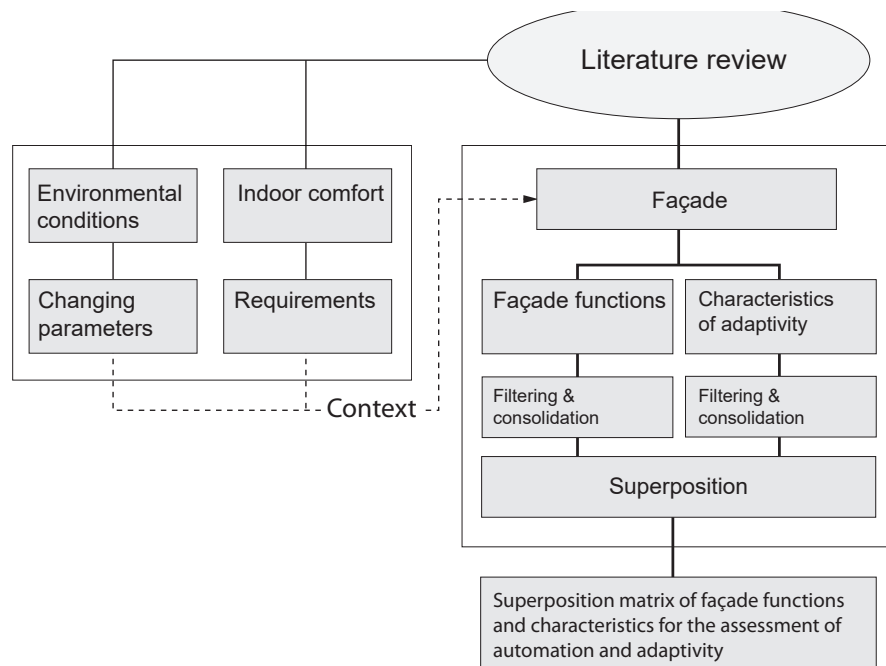 Literature review
Environmental
conditions
Indoor comfort
Façade
Changing
parameters
Requirements
Façade functions
Characteristics
of adaptivity
Context
Filtering &
consolidation
Filtering &
consolidation
Superposition
Superposition matrix of façade functions
and characteristics for the assessment of
automation and adaptivity